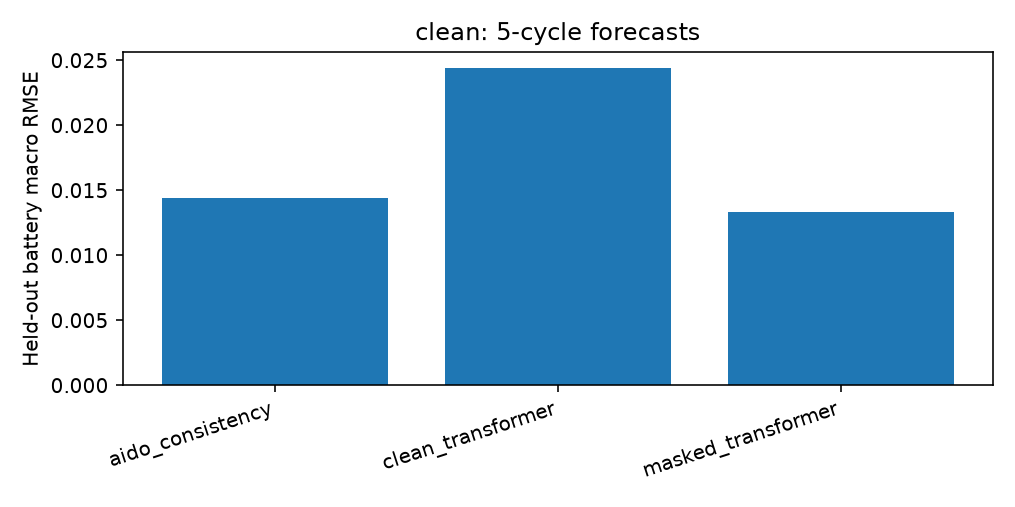 clean: 5-cycle forecasts
Held-out battery macro RMSE
0.025
0.020
0.015
0.010
0.005
0.000
aido_consistency
clean_transformer
masked_transformer